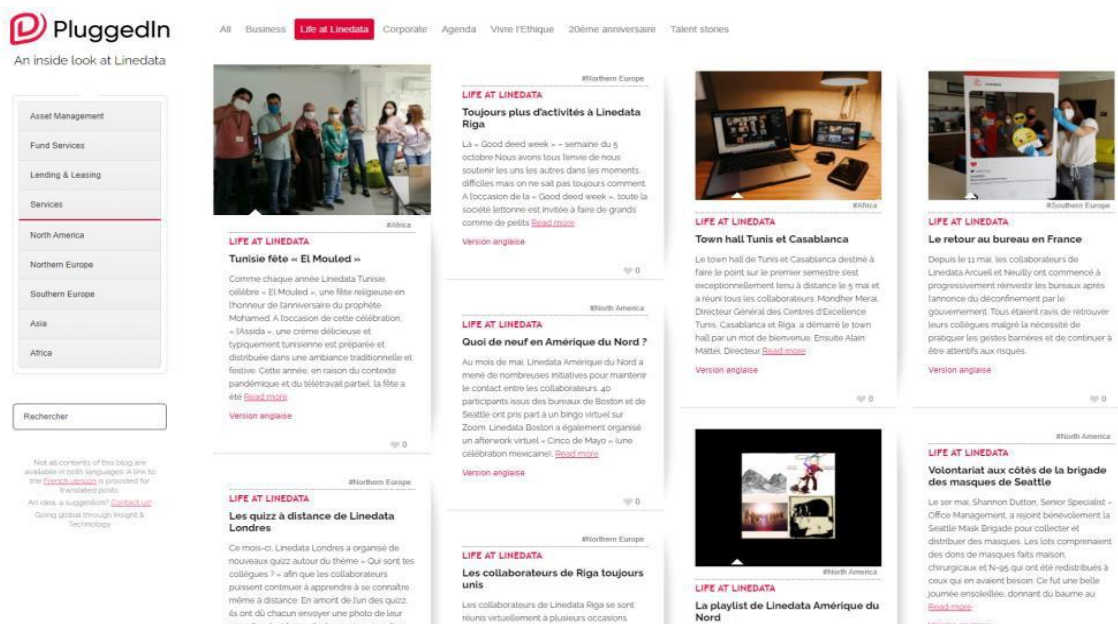 PluggedIn
An inside look at Linedata
Asset Management
Fund Services
Lending & Leasing
Services
North America
Northern Europe
Southern Europe
Asia
Africa
Rechercher
Not all contents of this blog are
available in both languages. A link to
the French version is provided for
translated posts.
An idea, a suggestion? Contact us!
Going global through Insight &
Technology
All Business Life at Linedata Corporate Agenda Vivre l'Ethique 20ème anniversaire Talent stories
#Africa
LIFE AT LINEDATA
Tunisie fête « El Mouled »
Comme chaque année Linedata Tunisie
célèbre « El Mouled », une fête religieuse en
l'honneur de l'anniversaire du prophète
Mohamed. A l'occasion de cette célébration,
« l'Assida », une crème délicieuse et
typiquement tunisienne est préparée et
distribuée dans une ambiance traditionnelle et
festive. Cette année, en raison du contexte
pandémique et du télétravail partiel, la fête a
été Read more
Version anglaise
0
#Northern Europe
LIFE AT LINEDATA
Les quizz à distance de Linedata
Londres
Ce mois-ci, Linedata Londres a organisé de
nouveaux quizz autour du thème « Qui sont tes
collègues ? » afin que les collaborateurs
puissent continuer à apprendre à se connaître
même à distance. En amont de l'un des quizz,
ils ont dû chacun envoyer une photo de leur
#Northern Europe
LIFE AT LINEDATA
Toujours plus d'activités à Linedata
Riga
La « Good deed week » – semaine du 5
octobre Nous avons tous l'envie de nous
soutenir les uns les autres dans les moments
difficiles mais on ne sait pas toujours comment.
A l'occasion de la « Good deed week », toute la
société lettonne est invitée à faire de grands
comme de petits Read more
Version anglaise
0
#North America
LIFE AT LINEDATA
Quoi de neuf en Amérique du Nord ?
Au mois de mai, Linedata Amérique du Nord a
mené de nombreuses initiatives pour maintenir
le contact entre les collaborateurs. 40
participants issus des bureaux de Boston et de
Seattle ont pris part à un bingo virtuel sur
Zoom. Linedata Boston a également organisé
un afterwork virtuel « Cinco de Mayo » (une
célébration mexicaine), Read more
Version anglaise
0
#Northern Europe
LIFE AT LINEDATA
Les collaborateurs de Riga toujours
unis
Les collaborateurs de Linedata Riga se sont
réunis virtuellement à plusieurs occasions
#Africa
LIFE AT LINEDATA
Town hall Tunis et Casablanca
Le town hall de Tunis et Casablanca destiné à
faire le point sur le premier semestre s'est
exceptionnellement tenu à distance le 5 mai et
a réuni tous les collaborateurs. Mondher Merai,
Directeur Général des Centres d'Excellence
Tunis, Casablanca et Riga, a démarré le town
hall par un mot de bienvenue. Ensuite Alain
Mattei, Directeur Read more
Version anglaise
0
#North America
LIFE AT LINEDATA
La playlist de Linedata Amérique du
Nord
Linedata
#Southern Europe
LIFE AT LINEDATA
Le retour au bureau en France
Depuis le 11 mai, les collaborateurs de
Linedata Arcueil et Neuilly ont commencé à
progressivement réinvestir les bureaux après
l'annonce du déconfinement par le
gouvernement. Tous étaient ravis de retrouver
leurs collègues malgré la nécessité de
pratiquer les gestes barrières et de continuer à
être attentifs aux risques.
Version anglaise
0
#North America
LIFE AT LINEDATA
Volontariat aux côtés de la brigade
des masques de Seattle
Le 1er mai, Shannon Dutton, Senior Specialist –
Office Management, a rejoint bénévolement la
Seattle Mask Brigade pour collecter et
distribuer des masques. Les lots comprenaient
des dons de masques faits maison,
chirurgicaux et N-95 qui ont été redistribués à
ceux qui en avaient besoin. Ce fut une belle
journée ensoleillée, donnant du baume au
Read more